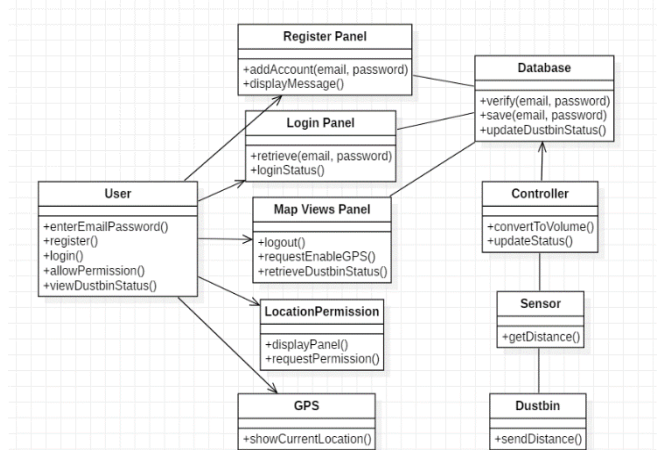 Register Panel
+addAccount(email, password)
+displayMessage()
Database
+verify(email, password)
+save(email, password)
+updateDustbinStatus()
Login Panel
+retrieve(email, password)
+loginStatus()
User
+enterEmailPassword()
+register()
+login()
+allowPermission()
+viewDustbinStatus()
Map Views Panel
+logout()
+requestEnableGPS()
+retrieveDustbinStatus()
Controller
+convertToVolume()
+updateStatus()
LocationPermission
+displayPanel()
+requestPermission()
Sensor
+getDistance()
GPS
+showCurrentLocation()
Dustbin
+sendDistance()